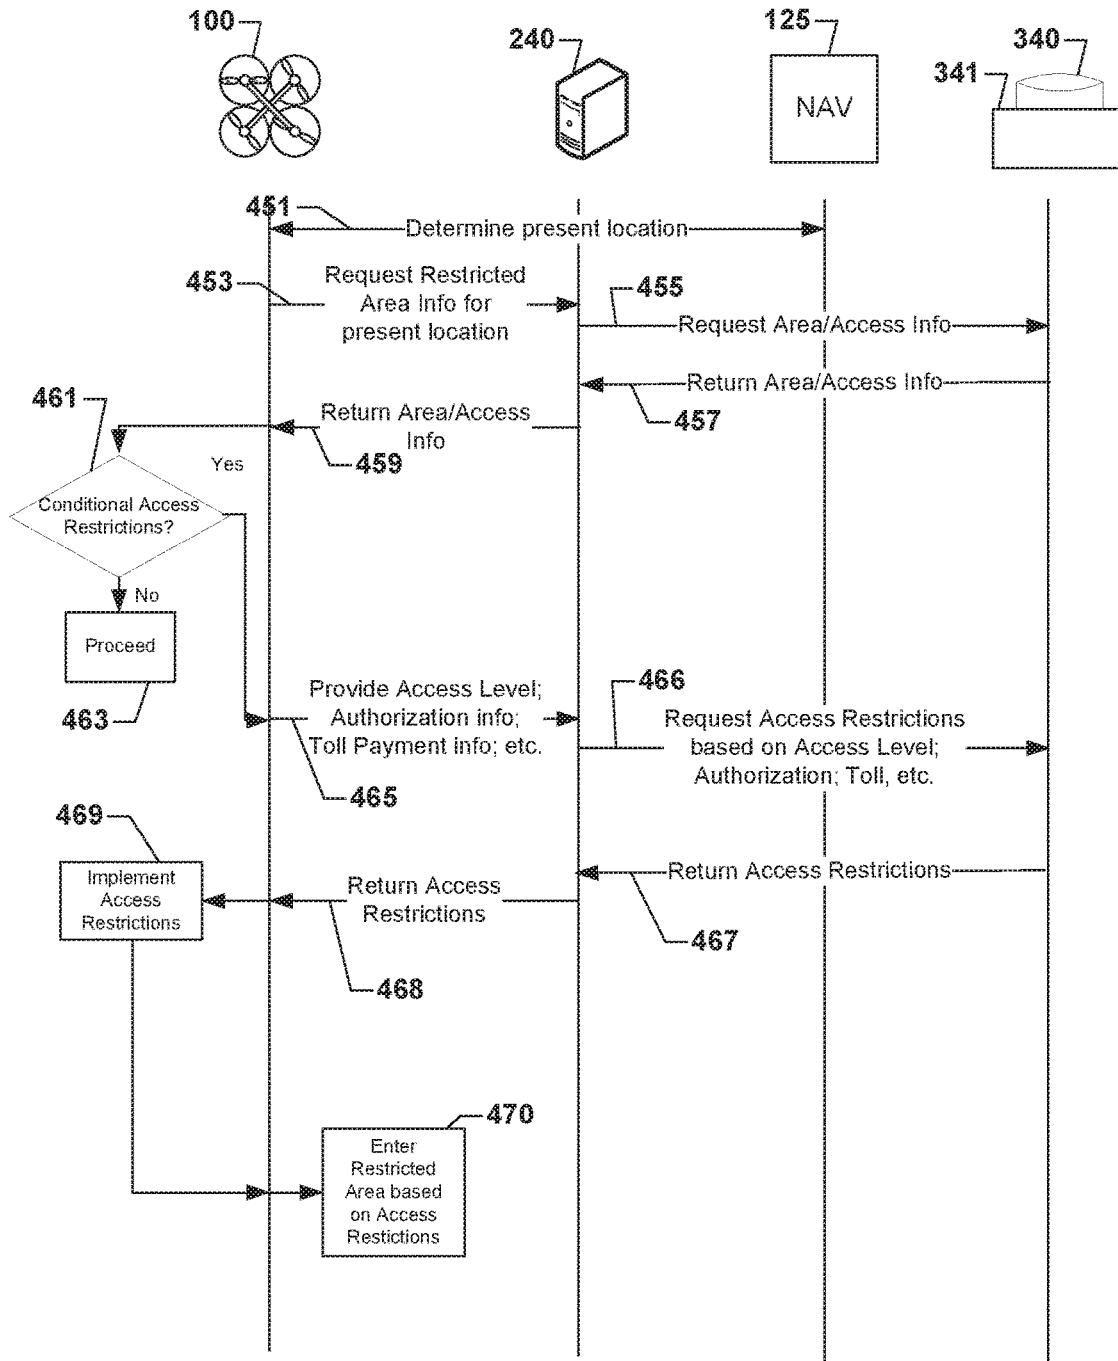 100
240
125
340
341
NAV
451
Determine present location
453
Request Restricted
Area Info for
present location
455
Request Area/Access Info
Return Area/Access Info
457
461
Return Area/Access
Info
459
Yes
Conditional Access
Restrictions?
No
Proceed
463
Provide Access Level;
Authorization info;
Toll Payment info; etc.
465
466
Request Access Restrictions
based on Access Level;
Authorization; Toll, etc.
469
Implement
Access
Restrictions
Return Access
Restrictions
468
Return Access Restrictions
467
470
Enter
Restricted
Area based
on Access
Restictions